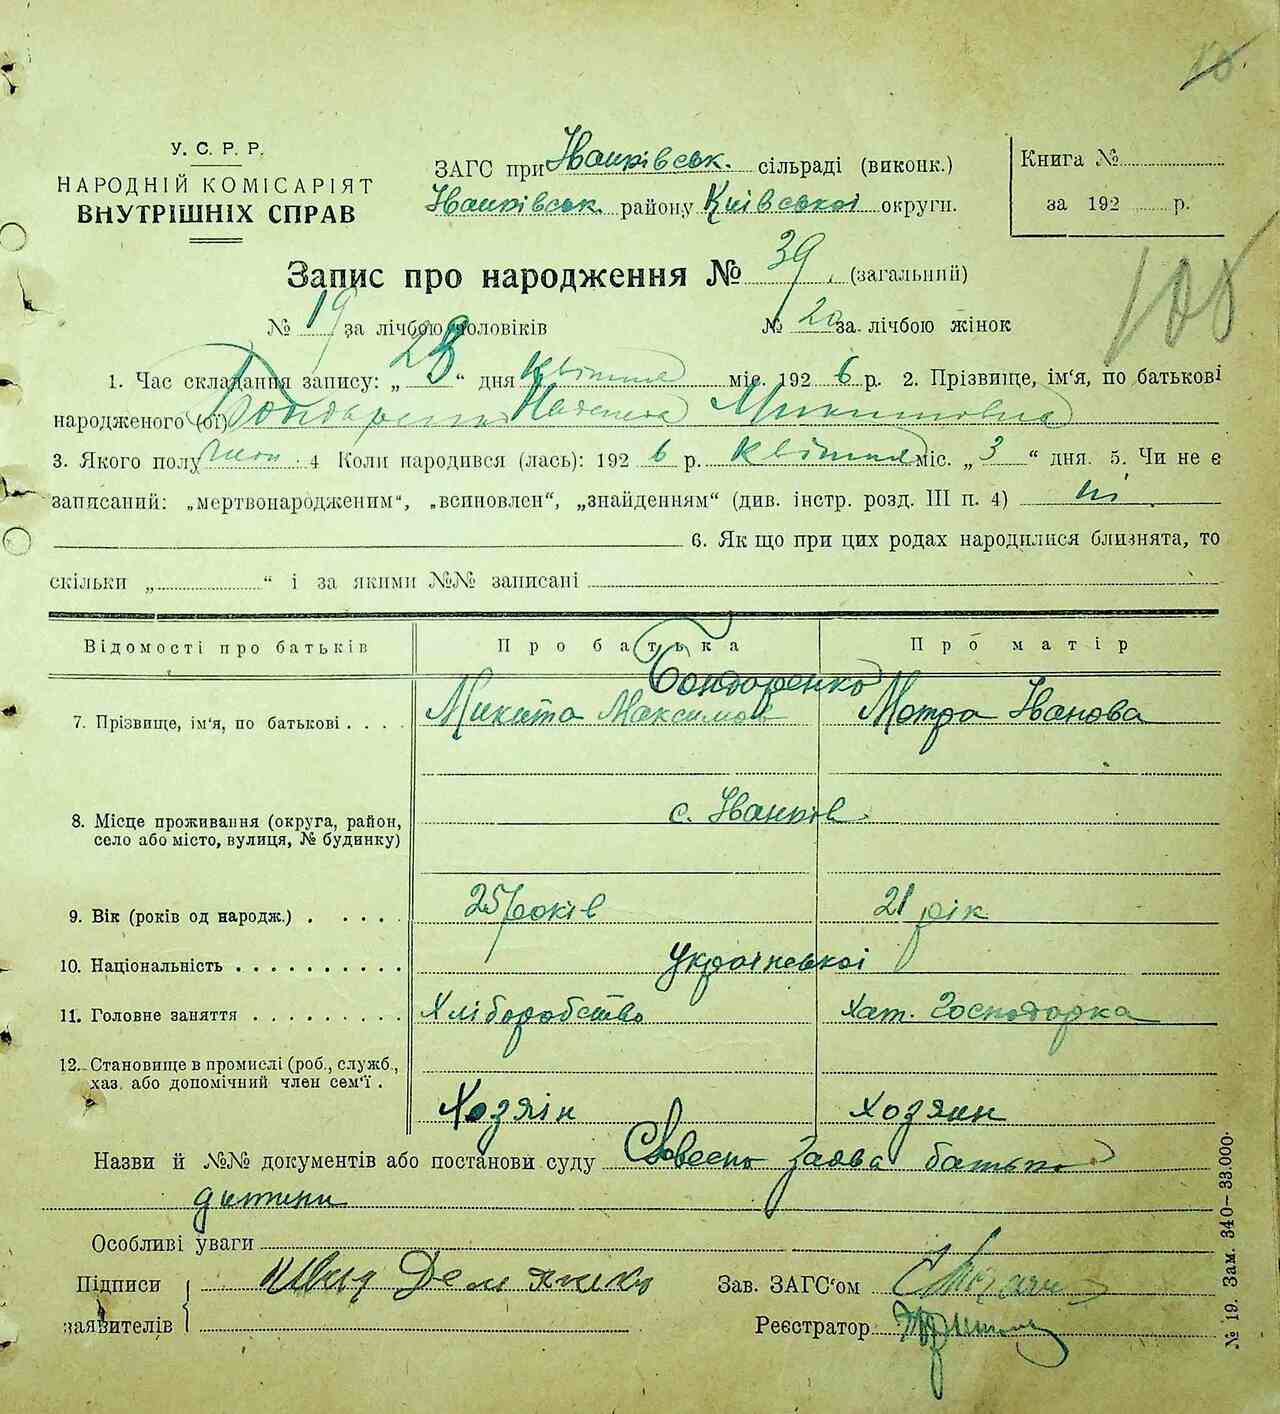 У. С. Р. Р.
НАРОДНІЙ КОМІСАРІЯТ
ВНУТРІШНІХ СПРАВ
ЗАГС при Іванківськ. сільраді (виконк.)
Іванківськ. району Київської округи.
Книга №
за 192 р.
Запис про народження № 39 (загальний)
№ 19 за лічбою чоловіків
№ 20 за лічбою жінок
1. Час складання запису: „ 23 “ дня квітня міс. 192 6 р. 2. Прізвище, ім'я, по батькові
народженого (ої) Бондаренко Микитовна
3. Якого полу жін. 4 Коли народився (лась): 192 6 р. квітня міс. „ 3 “ дня. 5. Чи не є
записаний: „мертвонародженим“, „всиновлен“, „знайденням“ (див. інстр. розд. III п. 4) ні
6. Як що при цих родах народилися близнята, то
скільки „ “ і за якими №№ записані
Відомості про батьків Про батька Про матір
Бондаренко
7. Прізвище, ім'я, по батькові . . . . Микита Максимов Мотра Іванова
8. Місце проживання (округа, район,
село або місто, вулиця, № будинку) с. Іванків
9. Вік (років од народж.) . . . . . 25 років 21 рік
10. Національність . . . . . . . . . . української
11. Головне заняття . . . . . . . . . Хліборобство Хат. Господарка
12. Становище в промислі (роб., служб.,
хаз. або допомічний член сем'ї . Хозяін Хозяин
Назви й №№ документів або постанови суду Словесно заява батька
дитини
Особливі уваги
Підписи
заявителів
Зав. ЗАГС'ом
Реєстратор
№ 19. Зам. 340–33.000.